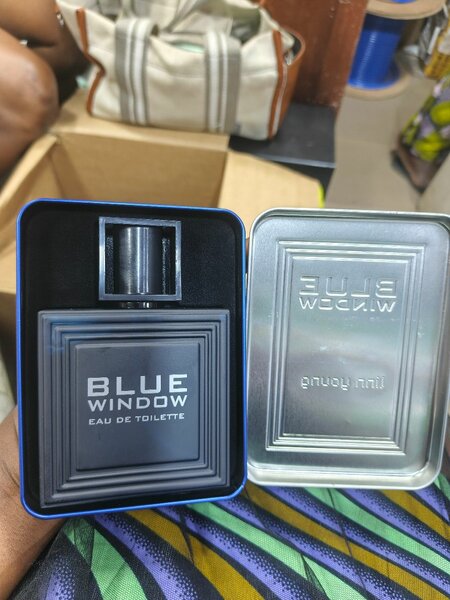 BLUE
WINDOW
EAU DE TOILETTE
BLUE
WINDOW
linn young